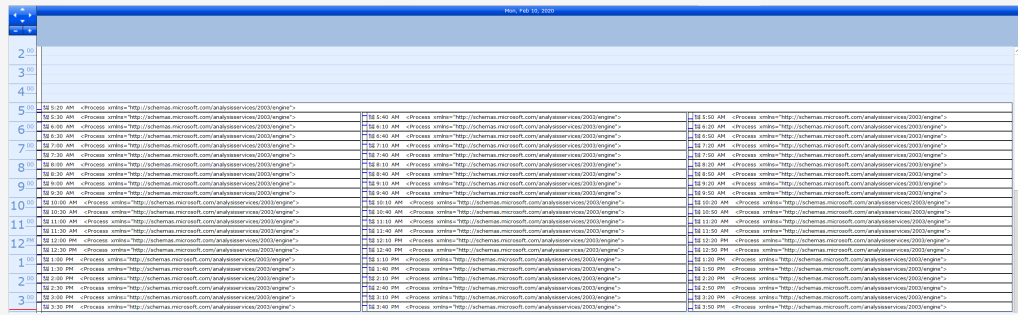 Mon, Feb 10, 2020
2 00
3 00
4 00
5 00 5:20 AM <Process xmlns="http://schemas.microsoft.com/analysisservices/2003/engine">
5:30 AM <Process xmlns="http://schemas.microsoft.com/analysisservices/2003/engine"> 5:40 AM <Process xmlns="http://schemas.microsoft.com/analysisservices/2003/engine"> 5:50 AM <Process xmlns="http://schemas.microsoft.com/analysisservices/2003/engine">
6 00 6:00 AM <Process xmlns="http://schemas.microsoft.com/analysisservices/2003/engine"> 6:10 AM <Process xmlns="http://schemas.microsoft.com/analysisservices/2003/engine"> 6:20 AM <Process xmlns="http://schemas.microsoft.com/analysisservices/2003/engine">
6:30 AM <Process xmlns="http://schemas.microsoft.com/analysisservices/2003/engine"> 6:40 AM <Process xmlns="http://schemas.microsoft.com/analysisservices/2003/engine"> 6:50 AM <Process xmlns="http://schemas.microsoft.com/analysisservices/2003/engine">
7 00 7:00 AM <Process xmlns="http://schemas.microsoft.com/analysisservices/2003/engine"> 7:10 AM <Process xmlns="http://schemas.microsoft.com/analysisservices/2003/engine"> 7:20 AM <Process xmlns="http://schemas.microsoft.com/analysisservices/2003/engine">
7:30 AM <Process xmlns="http://schemas.microsoft.com/analysisservices/2003/engine"> 7:40 AM <Process xmlns="http://schemas.microsoft.com/analysisservices/2003/engine"> 7:50 AM <Process xmlns="http://schemas.microsoft.com/analysisservices/2003/engine">
8 00 8:00 AM <Process xmlns="http://schemas.microsoft.com/analysisservices/2003/engine"> 8:10 AM <Process xmlns="http://schemas.microsoft.com/analysisservices/2003/engine"> 8:20 AM <Process xmlns="http://schemas.microsoft.com/analysisservices/2003/engine">
8:30 AM <Process xmlns="http://schemas.microsoft.com/analysisservices/2003/engine"> 8:40 AM <Process xmlns="http://schemas.microsoft.com/analysisservices/2003/engine"> 8:50 AM <Process xmlns="http://schemas.microsoft.com/analysisservices/2003/engine">
9 00 9:00 AM <Process xmlns="http://schemas.microsoft.com/analysisservices/2003/engine"> 9:10 AM <Process xmlns="http://schemas.microsoft.com/analysisservices/2003/engine"> 9:20 AM <Process xmlns="http://schemas.microsoft.com/analysisservices/2003/engine">
9:30 AM <Process xmlns="http://schemas.microsoft.com/analysisservices/2003/engine"> 9:40 AM <Process xmlns="http://schemas.microsoft.com/analysisservices/2003/engine"> 9:50 AM <Process xmlns="http://schemas.microsoft.com/analysisservices/2003/engine">
10 00 10:00 AM <Process xmlns="http://schemas.microsoft.com/analysisservices/2003/engine"> 10:10 AM <Process xmlns="http://schemas.microsoft.com/analysisservices/2003/engine"> 10:20 AM <Process xmlns="http://schemas.microsoft.com/analysisservices/2003/engine">
10:30 AM <Process xmlns="http://schemas.microsoft.com/analysisservices/2003/engine"> 10:40 AM <Process xmlns="http://schemas.microsoft.com/analysisservices/2003/engine"> 10:50 AM <Process xmlns="http://schemas.microsoft.com/analysisservices/2003/engine">
11 00 11:00 AM <Process xmlns="http://schemas.microsoft.com/analysisservices/2003/engine"> 11:10 AM <Process xmlns="http://schemas.microsoft.com/analysisservices/2003/engine"> 11:20 AM <Process xmlns="http://schemas.microsoft.com/analysisservices/2003/engine">
11:30 AM <Process xmlns="http://schemas.microsoft.com/analysisservices/2003/engine"> 11:40 AM <Process xmlns="http://schemas.microsoft.com/analysisservices/2003/engine"> 11:50 AM <Process xmlns="http://schemas.microsoft.com/analysisservices/2003/engine">
12 PM 12:00 PM <Process xmlns="http://schemas.microsoft.com/analysisservices/2003/engine"> 12:10 PM <Process xmlns="http://schemas.microsoft.com/analysisservices/2003/engine"> 12:20 PM <Process xmlns="http://schemas.microsoft.com/analysisservices/2003/engine">
12:30 PM <Process xmlns="http://schemas.microsoft.com/analysisservices/2003/engine"> 12:40 PM <Process xmlns="http://schemas.microsoft.com/analysisservices/2003/engine"> 12:50 PM <Process xmlns="http://schemas.microsoft.com/analysisservices/2003/engine">
1 00 1:00 PM <Process xmlns="http://schemas.microsoft.com/analysisservices/2003/engine"> 1:10 PM <Process xmlns="http://schemas.microsoft.com/analysisservices/2003/engine"> 1:20 PM <Process xmlns="http://schemas.microsoft.com/analysisservices/2003/engine">
1:30 PM <Process xmlns="http://schemas.microsoft.com/analysisservices/2003/engine"> 1:40 PM <Process xmlns="http://schemas.microsoft.com/analysisservices/2003/engine"> 1:50 PM <Process xmlns="http://schemas.microsoft.com/analysisservices/2003/engine">
2 00 2:00 PM <Process xmlns="http://schemas.microsoft.com/analysisservices/2003/engine"> 2:10 PM <Process xmlns="http://schemas.microsoft.com/analysisservices/2003/engine"> 2:20 PM <Process xmlns="http://schemas.microsoft.com/analysisservices/2003/engine">
2:30 PM <Process xmlns="http://schemas.microsoft.com/analysisservices/2003/engine"> 2:40 PM <Process xmlns="http://schemas.microsoft.com/analysisservices/2003/engine"> 2:50 PM <Process xmlns="http://schemas.microsoft.com/analysisservices/2003/engine">
3 00 3:00 PM <Process xmlns="http://schemas.microsoft.com/analysisservices/2003/engine"> 3:10 PM <Process xmlns="http://schemas.microsoft.com/analysisservices/2003/engine"> 3:20 PM <Process xmlns="http://schemas.microsoft.com/analysisservices/2003/engine">
3:30 PM <Process xmlns="http://schemas.microsoft.com/analysisservices/2003/engine"> 3:40 PM <Process xmlns="http://schemas.microsoft.com/analysisservices/2003/engine"> 3:50 PM <Process xmlns="http://schemas.microsoft.com/analysisservices/2003/engine">